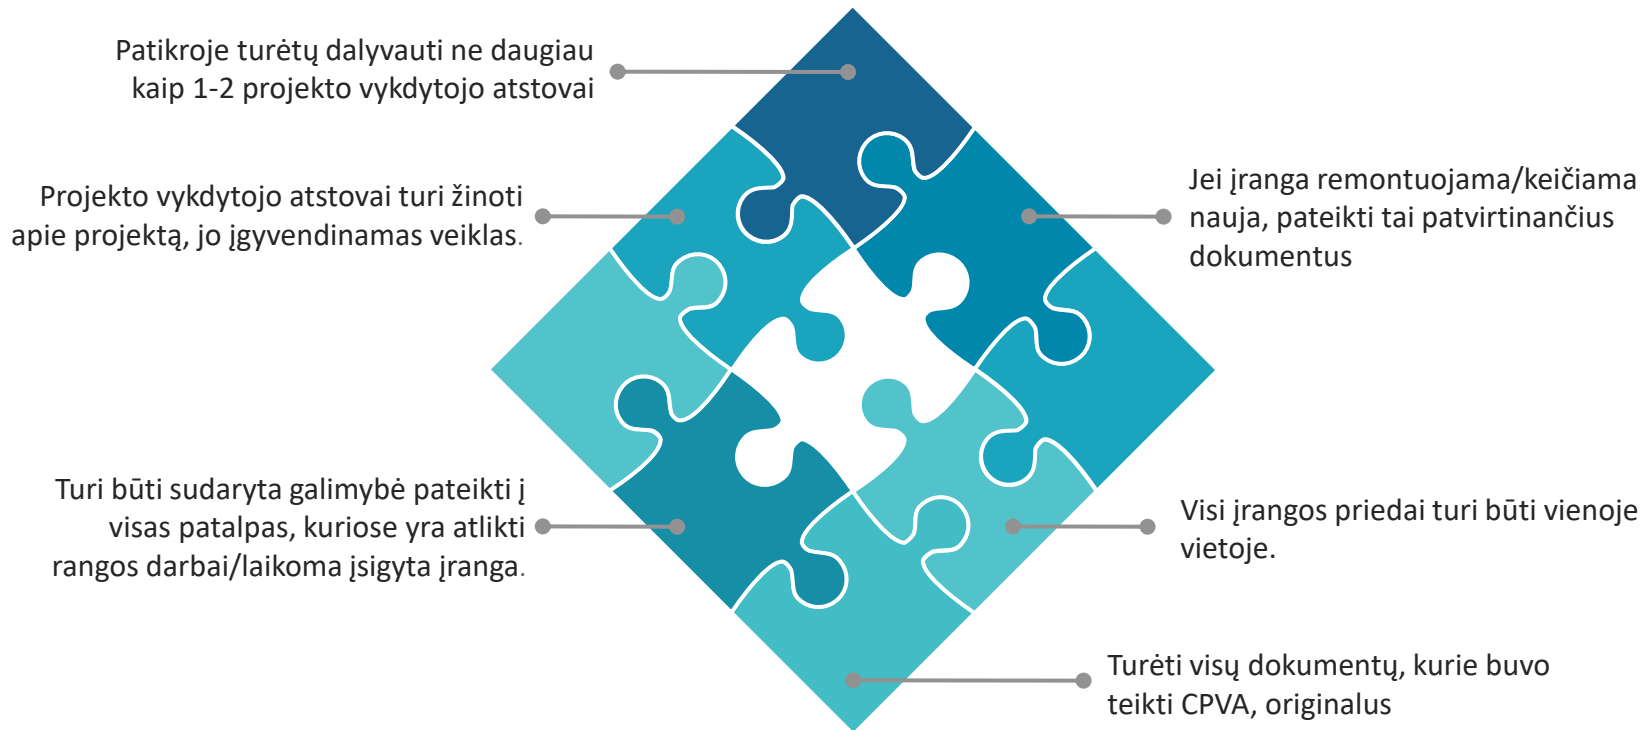 Patikroje turėtų dalyvauti ne daugiau
kaip 1-2 projekto vykdytojo atstovai
Projekto vykdytojo atstovai turi žinoti
apie projektą, jo įgyvendinamas veiklas.
Jei įranga remontuojama/keičiama
nauja, pateikti tai patvirtinančius
dokumentus
Turi būti sudaryta galimybė pateikti į
visas patalpas, kuriose yra atlikti
rangos darbai/laikoma įsigyta įranga.
Visi įrangos priedai turi būti vienoje
vietoje.
Turėti visų dokumentų, kurie buvo
teikti CPVA, originalus